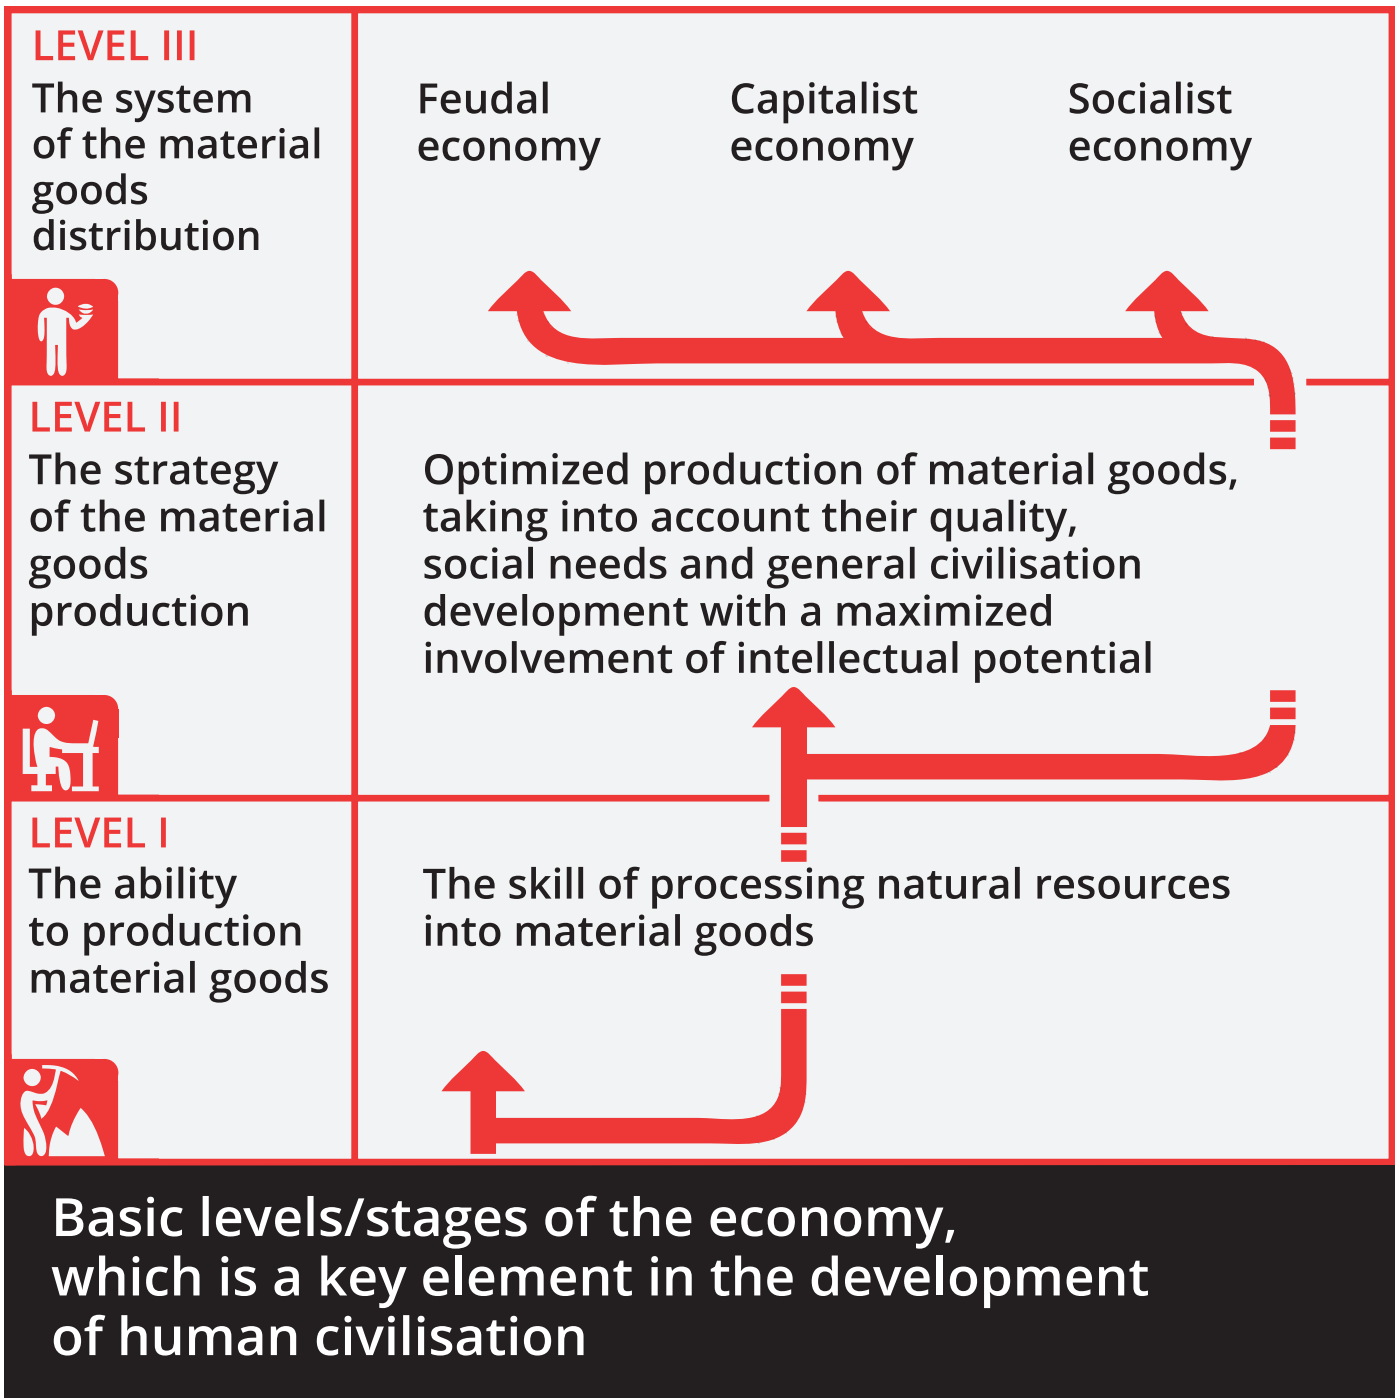 LEVEL III
The system
of the material
goods
distribution
Feudal
economy
Capitalist
economy
Socialist
economy
LEVEL II
The strategy
of the material
goods
production
Optimized production of material goods,
taking into account their quality,
social needs and general civilisation
development with a maximized
involvement of intellectual potential
LEVEL I
The ability
to production
material goods
The skill of processing natural resources
into material goods
Basic levels/stages of the economy,
which is a key element in the development
of human civilisation